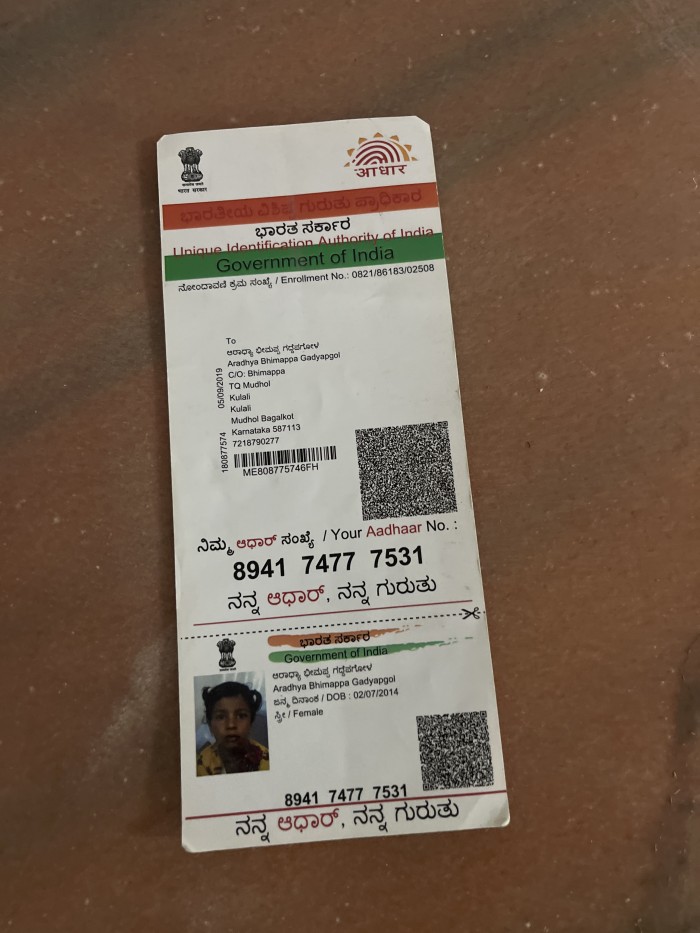 भारत सरकार
आधार
ಭಾರತೀಯ ವಿಶಿಷ್ಟ ಗುರುತು ಪ್ರಾಧಿಕಾರ
ಭಾರತ ಸರ್ಕಾರ
Unique Identification Authority of India
Government of India
ನೋಂದಾವಣಿ ಕ್ರಮ ಸಂಖ್ಯೆ / Enrollment No.: 0821/86183/02508
To
ಆರಾಧ್ಯಾ ಭೀಮಪ್ಪ ಗದ್ದೆಪಗೋಳ
Aradhya Bhimappa Gadyapgol
C/O: Bhimappa
TQ Mudhol
Kulali
Kulali
Mudhol Bagalkot
Karnataka 587113
7218790277
05/09/2019
180877574
ME808775746FH
ನಿಮ್ಮ ಆಧಾರ್ ಸಂಖ್ಯೆ / Your Aadhaar No. :
8941 7477 7531
ನನ್ನ ಆಧಾರ್, ನನ್ನ ಗುರುತು
ಭಾರತ ಸರ್ಕಾರ
Government of India
ಆರಾಧ್ಯಾ ಭೀಮಪ್ಪ ಗದ್ದೆಪಗೋಳ
Aradhya Bhimappa Gadyapgol
ಜನ್ಮ ದಿನಾಂಕ / DOB : 02/07/2014
ಸ್ತ್ರೀ / Female
8941 7477 7531
ನನ್ನ ಆಧಾರ್, ನನ್ನ ಗುರುತು